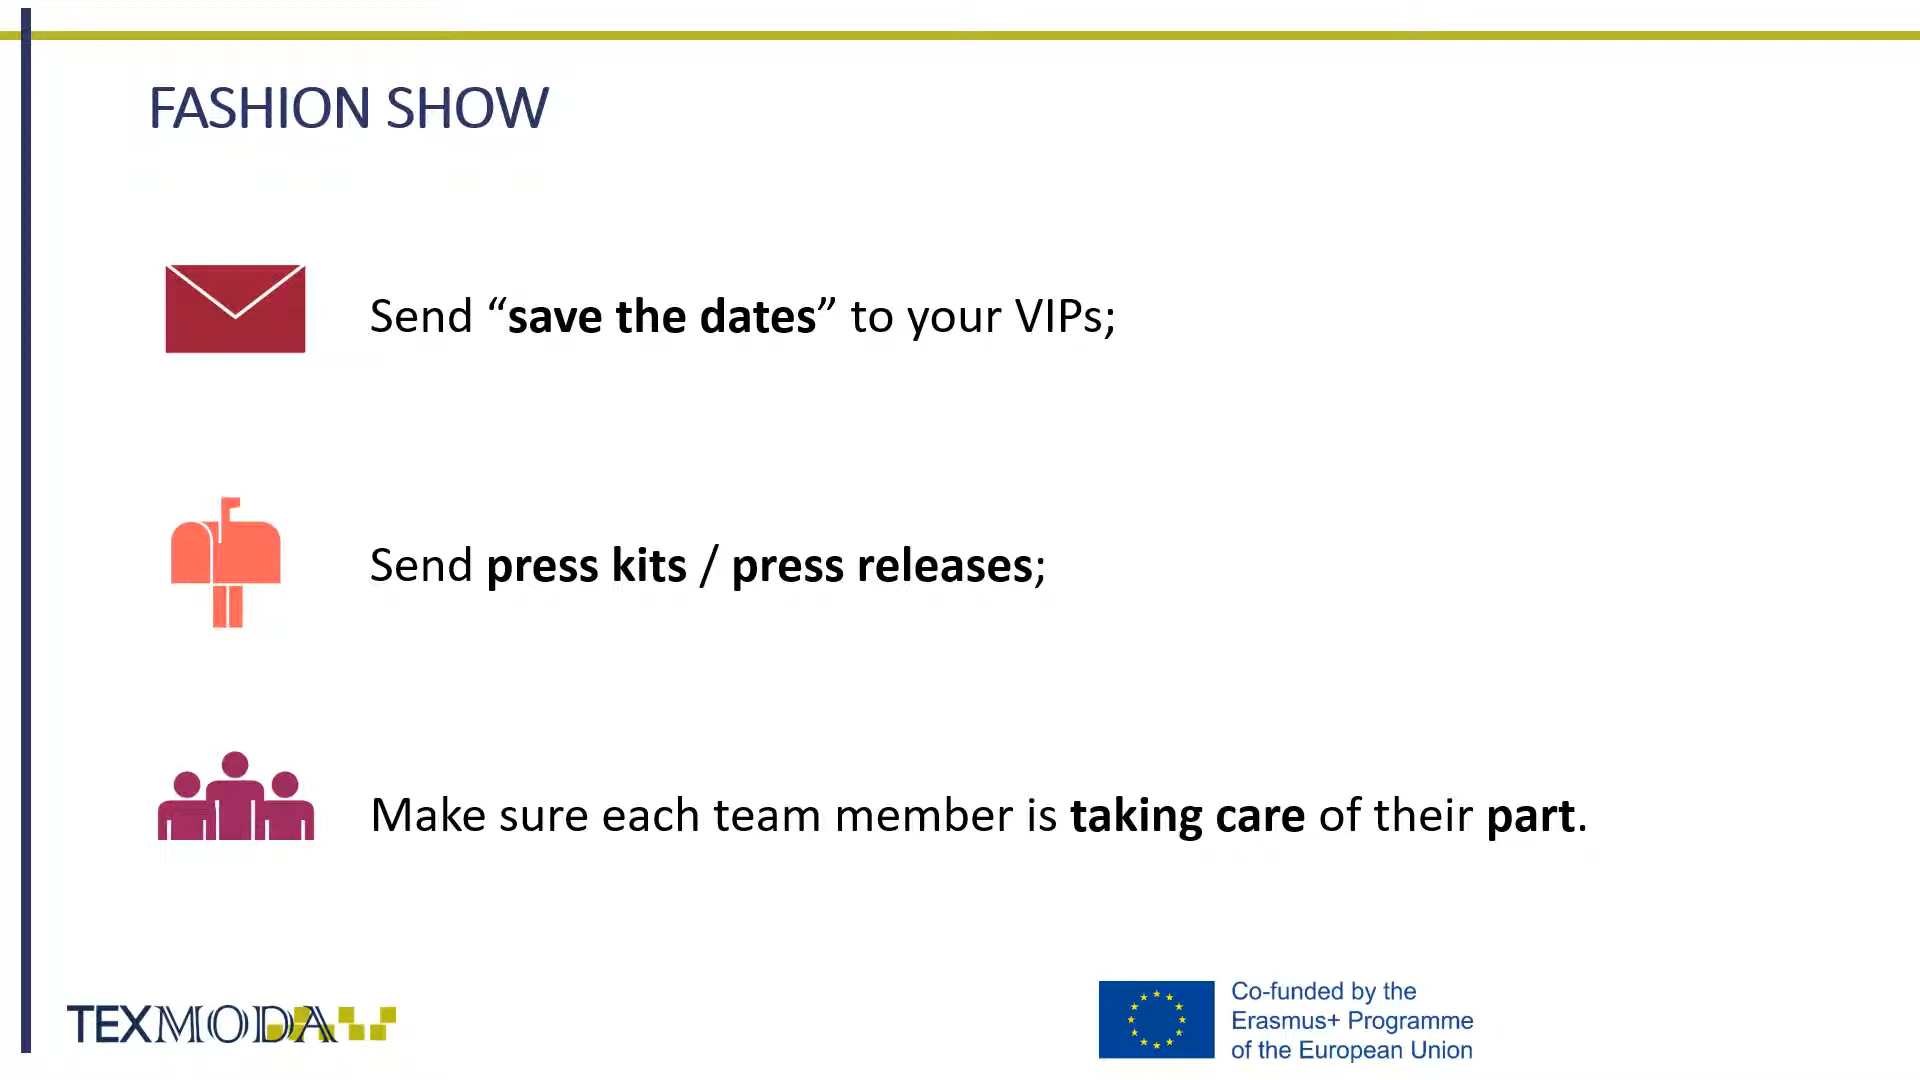 FASHION SHOW
Send “save the dates” to your VIPs;
Send press kits / press releases;
Make sure each team member is taking care of their part.
TEXMODA
Co-funded by the
Erasmus+ Programme
of the European Union